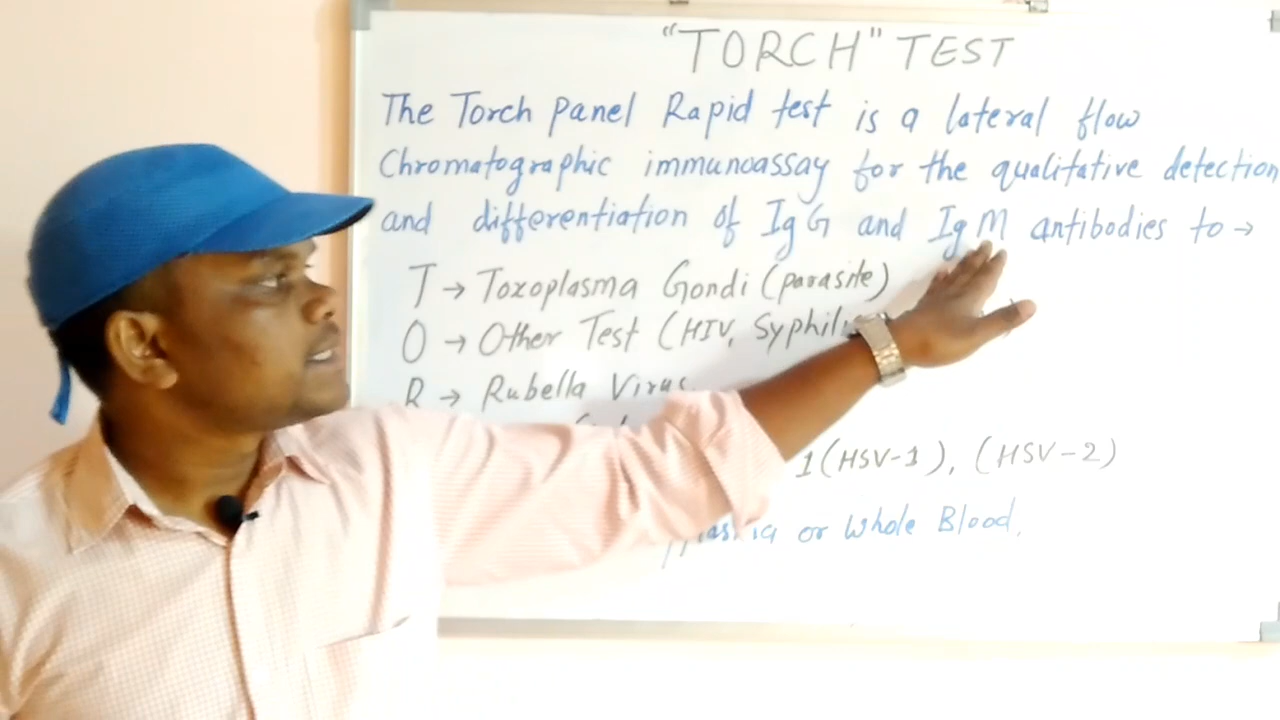 "TORCH" TEST
The Torch Panel Rapid test is a lateral flow
Chromatographic immunoassay for the qualitative detection
and differentiation of IgG and IgM antibodies to →
T → Toxoplasma Gondi (parasite)
O → Other Test (HIV,
R → Rubella Virus
1 (HSV-1), (HSV-2)
or Whole Blood.